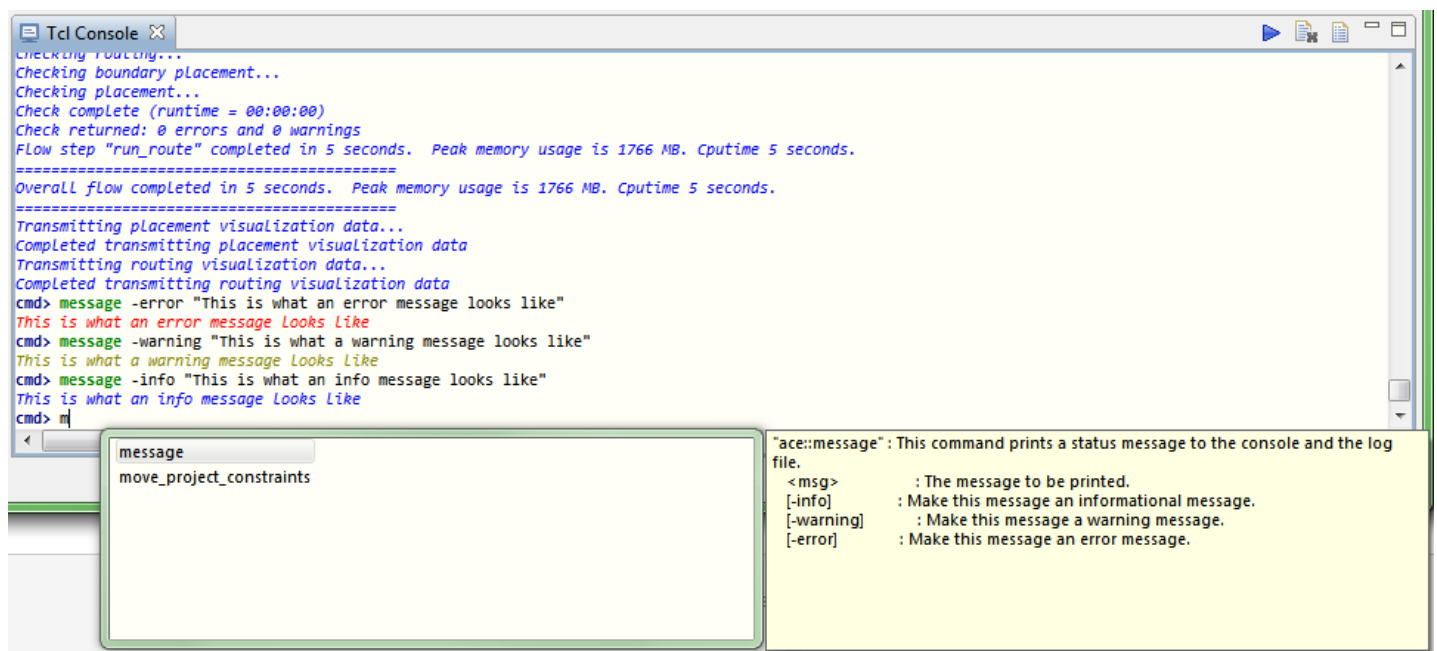 Tcl Console
Checking routing...
Checking boundary placement...
Checking placement...
Check complete (runtime = 00:00:00)
Check returned: 0 errors and 0 warnings
Flow step "run_route" completed in 5 seconds.  Peak memory usage is 1766 MB. Cputime 5 seconds.
===========================================
Overall flow completed in 5 seconds.  Peak memory usage is 1766 MB. Cputime 5 seconds.
===========================================
Transmitting placement visualization data...
Completed transmitting placement visualization data
Transmitting routing visualization data...
Completed transmitting routing visualization data
cmd> message -error "This is what an error message looks like"
This is what an error message looks like
cmd> message -warning "This is what a warning message looks like"
This is what a warning message looks like
cmd> message -info "This is what an info message looks like"
This is what an info message looks like
cmd> m
message
move_project_constraints
"ace::message" : This command prints a status message to the console and the log
file.
<msg> : The message to be printed.
[-info] : Make this message an informational message.
[-warning] : Make this message a warning message.
[-error] : Make this message an error message.